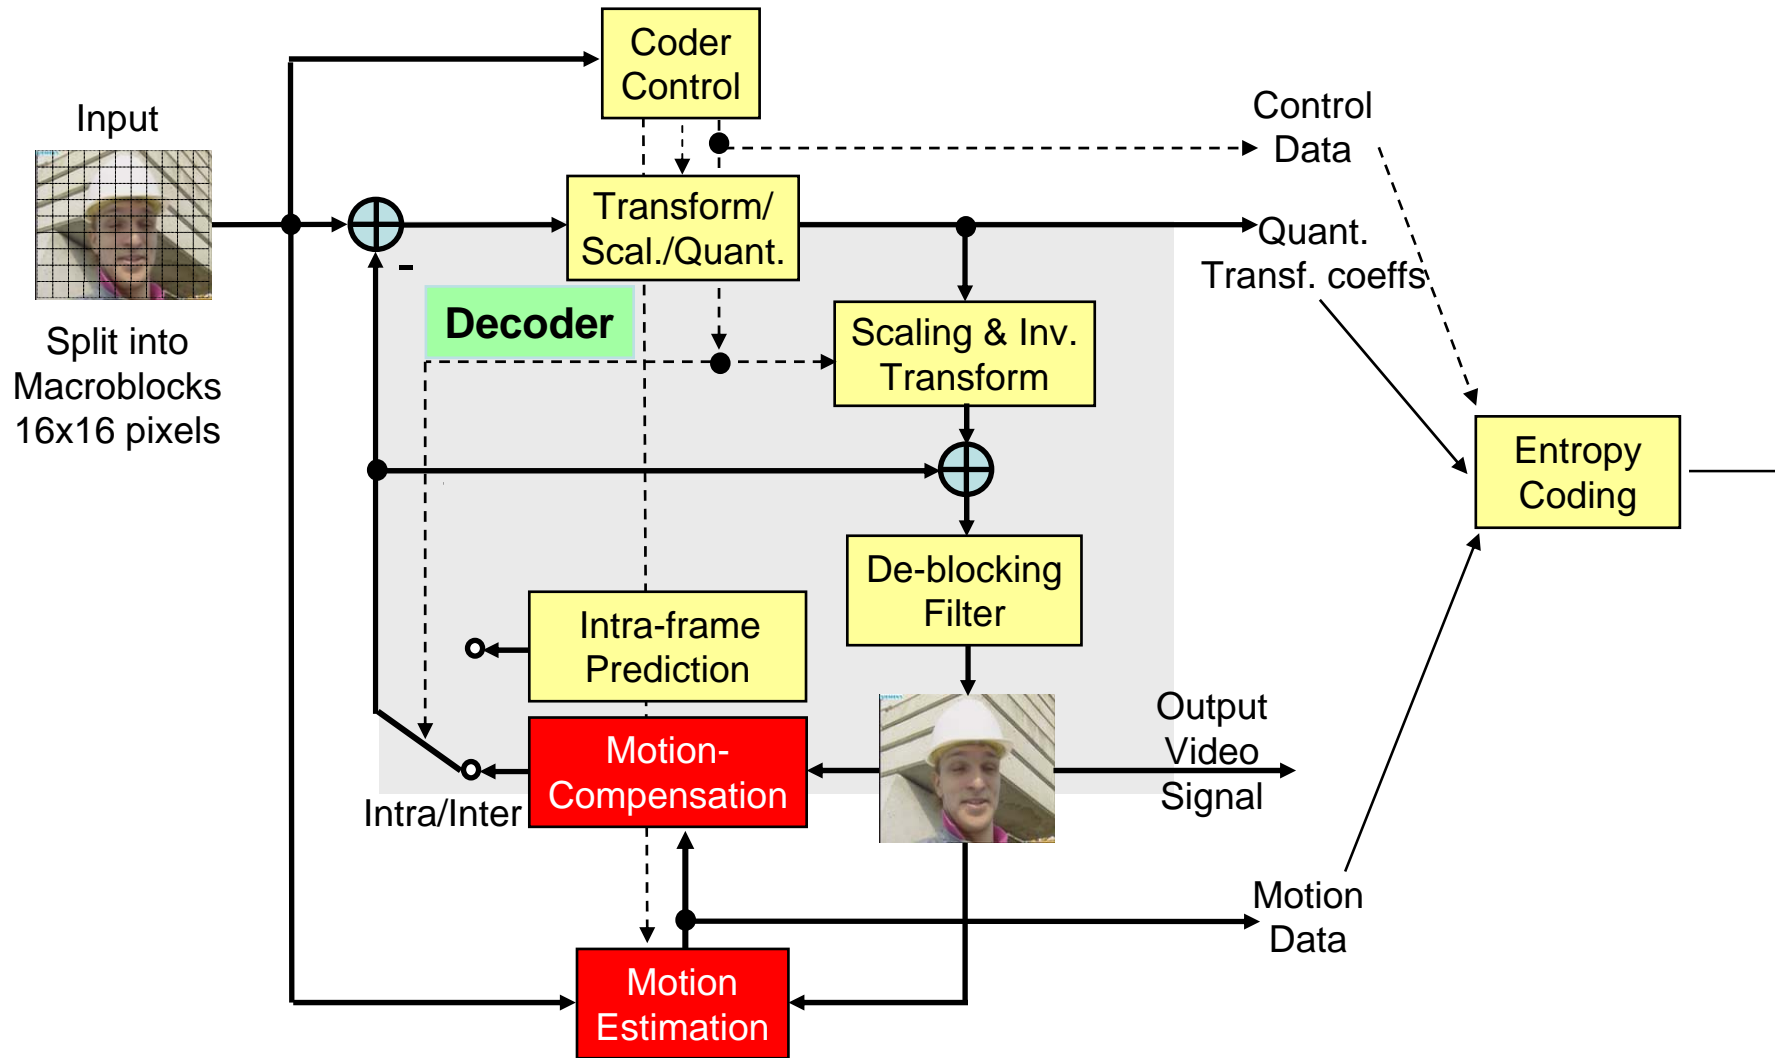 Coder
Control
Input
Control
Data
Transform/
Scal./Quant.
Quant.
Transf. coeffs
-
Decoder
Split into
Macroblocks
16x16 pixels
Scaling & Inv.
Transform
Entropy
Coding
De-blocking
Filter
Intra-frame
Prediction
Motion-
Compensation
Output
Video
Signal
Intra/Inter
Motion
Data
Motion
Estimation